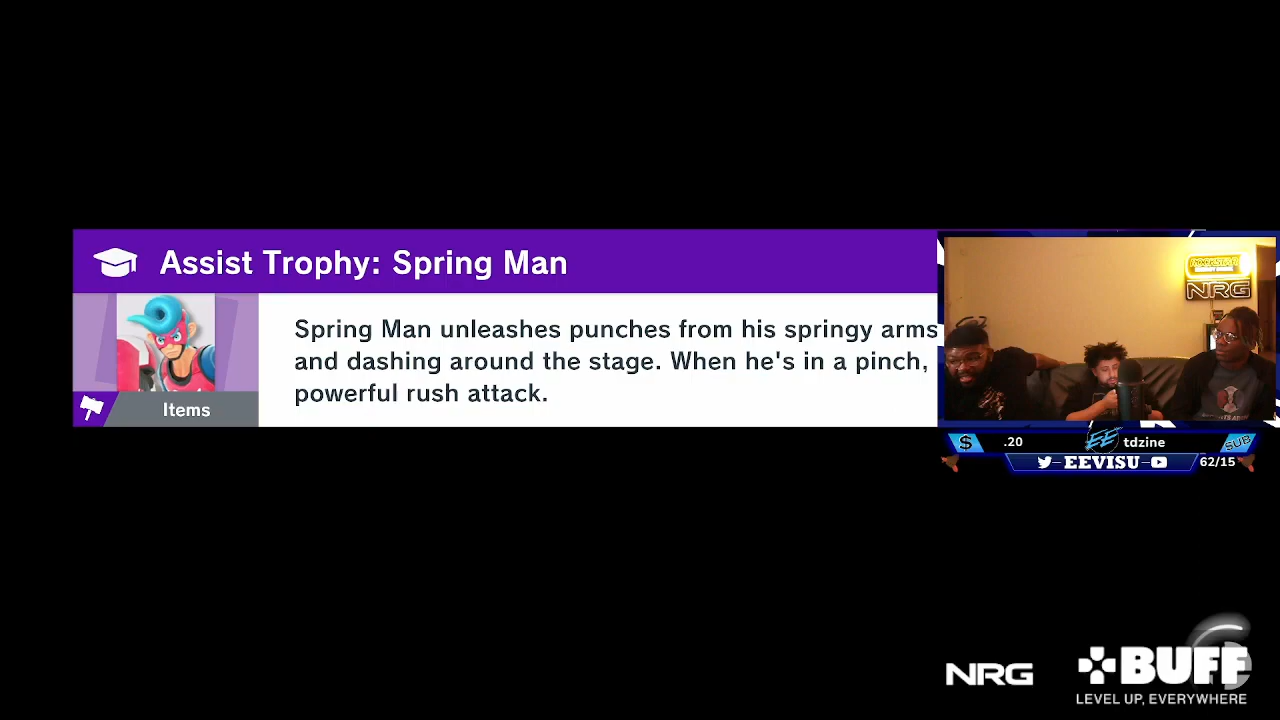 Assist Trophy: Spring Man
Spring Man unleashes punches from his springy arms
and dashing around the stage. When he's in a pinch,
powerful rush attack.
Items
NRG
$ .20 EE tdzine SUB
EEVISU 62/15
NRG BUFF
LEVEL UP, EVERYWHERE